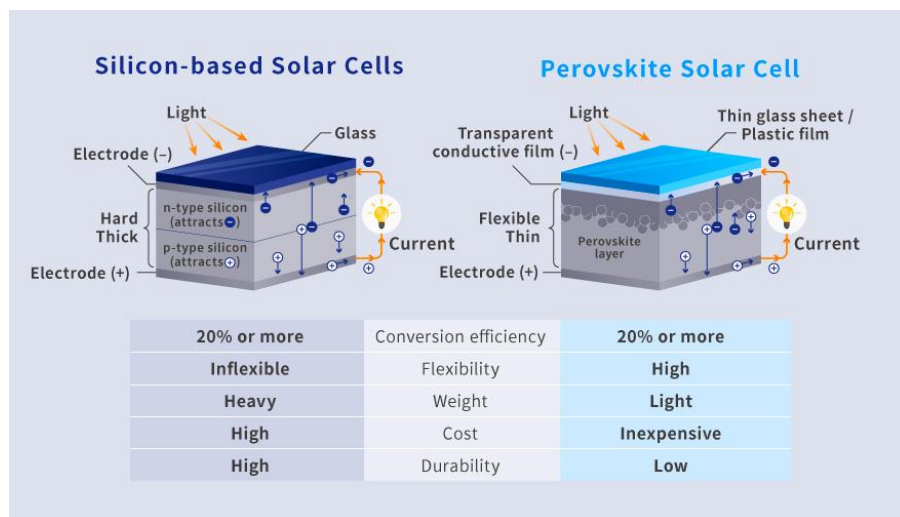 Silicon-based Solar Cells
Light
Glass
Electrode (–)
n-type silicon
(attracts–)
Hard
Thick
p-type silicon
(attracts+)
Current
Electrode (+)
Perovskite Solar Cell
Light
Thin glass sheet /
Plastic film
Transparent
conductive film (–)
Flexible
Thin
Perovskite
layer
Current
Electrode (+)
20% or more Conversion efficiency 20% or more
Inflexible Flexibility High
Heavy Weight Light
High Cost Inexpensive
High Durability Low